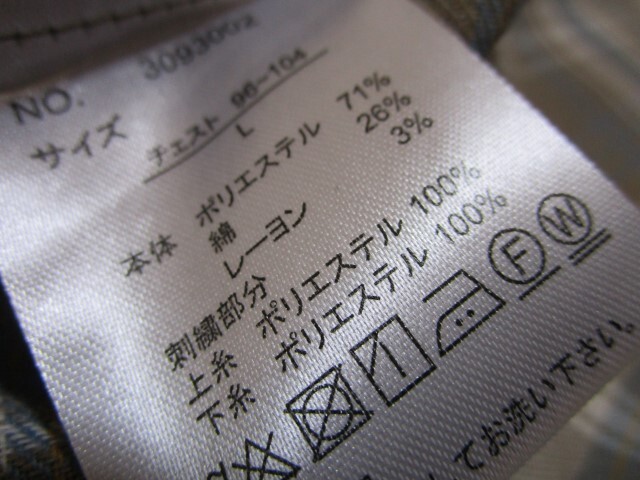 NO. 3093002
サイズ チェスト 96-104
L
本体 ポリエステル 71%
綿 26%
レーヨン 3%
刺繍部分
上糸 ポリエステル 100%
下糸 ポリエステル 100%
F W
てお洗い下さい。